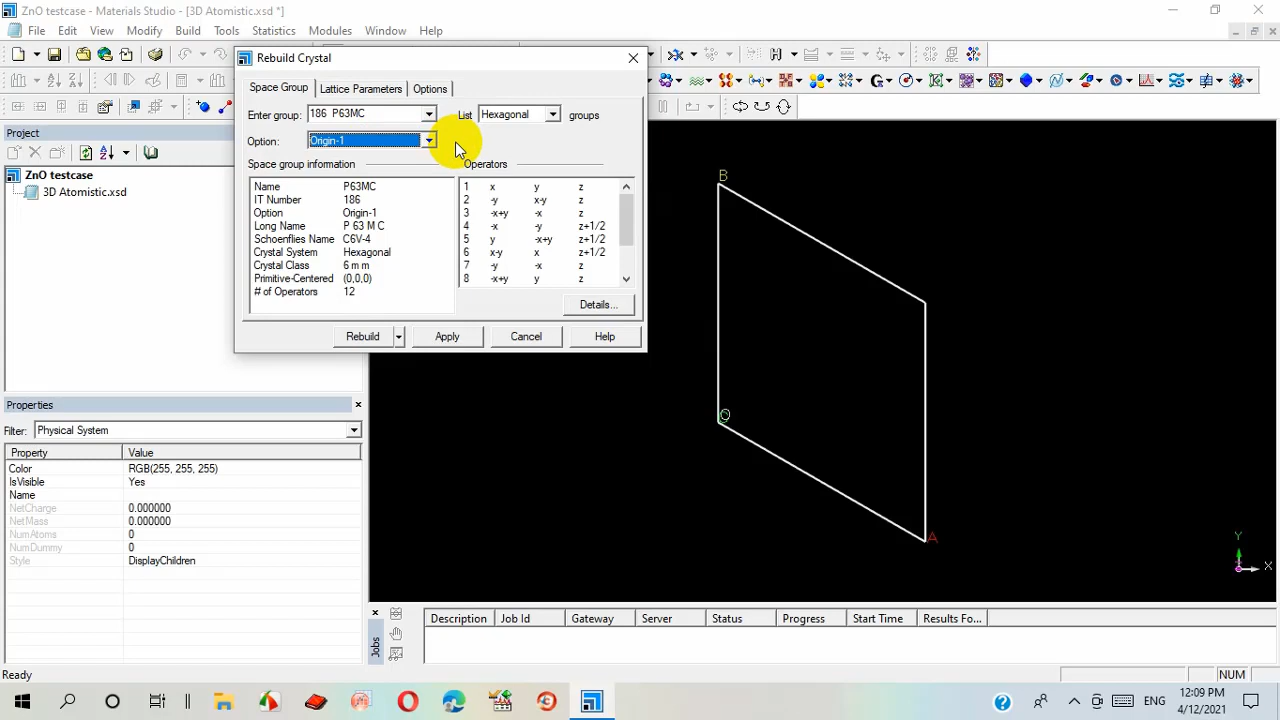 ZnO testcase - Materials Studio - [3D Atomistic.xsd *]
File Edit View Modify Build Tools Statistics Modules Window Help
Rebuild Crystal
Space Group Lattice Parameters Options
Enter group: 186 P63MC List Hexagonal groups
Option: Origin-1
Space group information Operators
Name P63MC
IT Number 186
Option Origin-1
Long Name P 63 M C
Schoenflies Name C6V-4
Crystal System Hexagonal
Crystal Class 6 m m
Primitive-Centered (0,0,0)
# of Operators 12
1 x y z
2 -y x-y z
3 -x+y -x z
4 -x -y z+1/2
5 y -x+y z+1/2
6 x-y x z+1/2
7 -y -x z
8 -x+y y z
Details...
Rebuild Apply Cancel Help
Project
ZnO testcase
3D Atomistic.xsd
Properties
Filter: Physical System
Property Value
Color RGB(255, 255, 255)
IsVisible Yes
Name
NetCharge 0.000000
NetMass 0.000000
NumAtoms 0
NumDummy 0
Style DisplayChildren
B
O
A
Y
X
Jobs
Description Job Id Gateway Server Status Progress Start Time Results Fo...
Ready
NUM
ENG
12:09 PM
4/12/2021